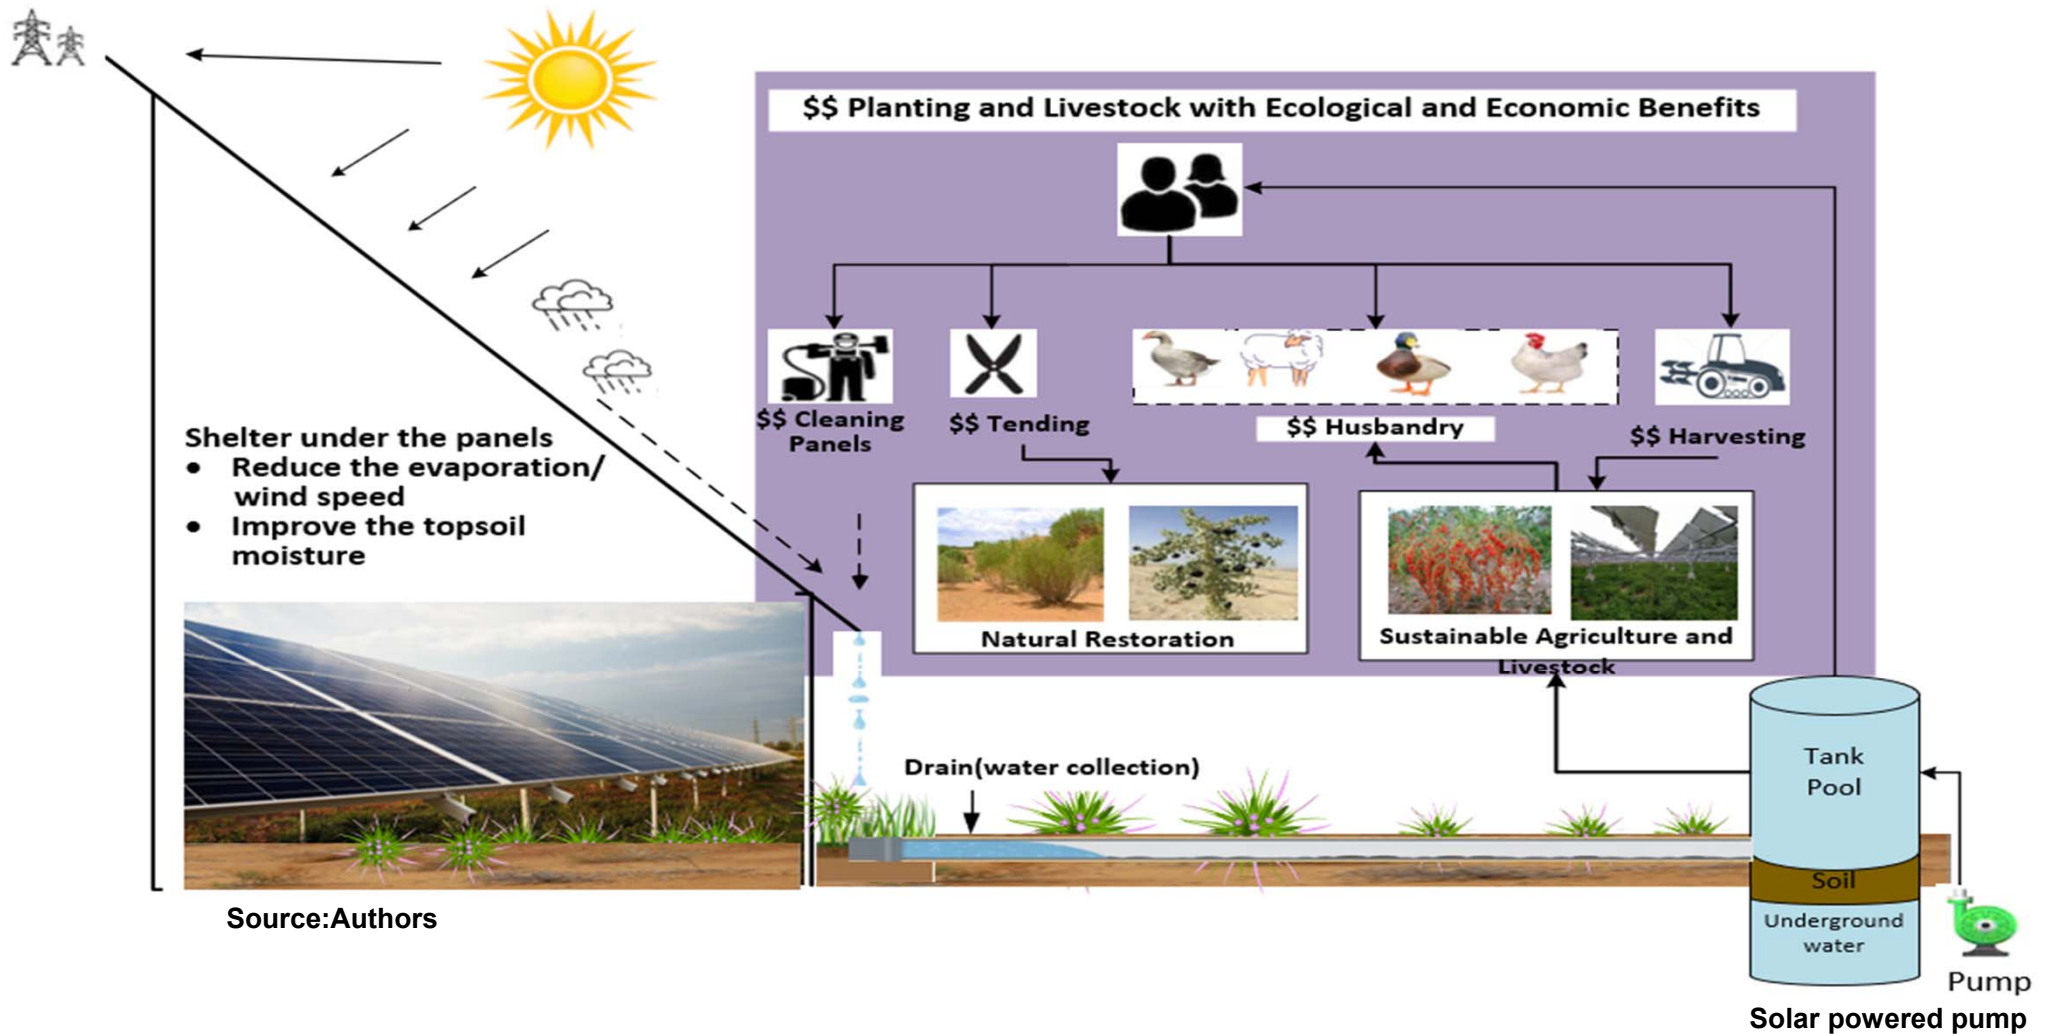 $$ Planting and Livestock with Ecological and Economic Benefits
$$ Cleaning
Panels
$$ Tending
$$ Husbandry
$$ Harvesting
Shelter under the panels
● Reduce the evaporation/
wind speed
● Improve the topsoil
moisture
Natural Restoration
Sustainable Agriculture and
Livestock
Drain(water collection)
Tank
Pool
Soil
Underground
water
Pump
Source:Authors
Solar powered pump